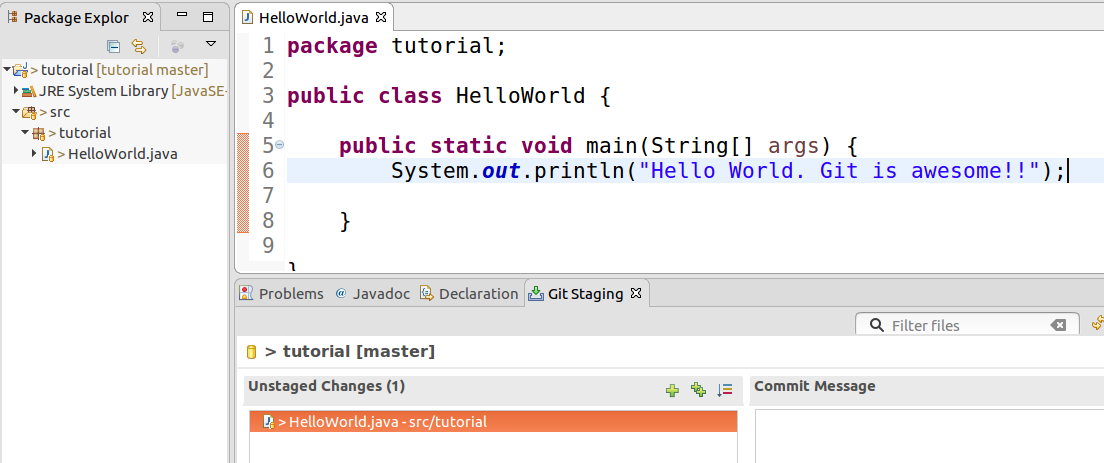 Package Explor
> tutorial [tutorial master]
JRE System Library [JavaSE-
> src
> tutorial
> HelloWorld.java
HelloWorld.java
1 package tutorial;
2
3 public class HelloWorld {
4
5 public static void main(String[] args) {
6 System.out.println("Hello World. Git is awesome!!");
7
8 }
9
}
Problems @ Javadoc Declaration Git Staging
Filter files
> tutorial [master]
Unstaged Changes (1)
> HelloWorld.java - src/tutorial
Commit Message